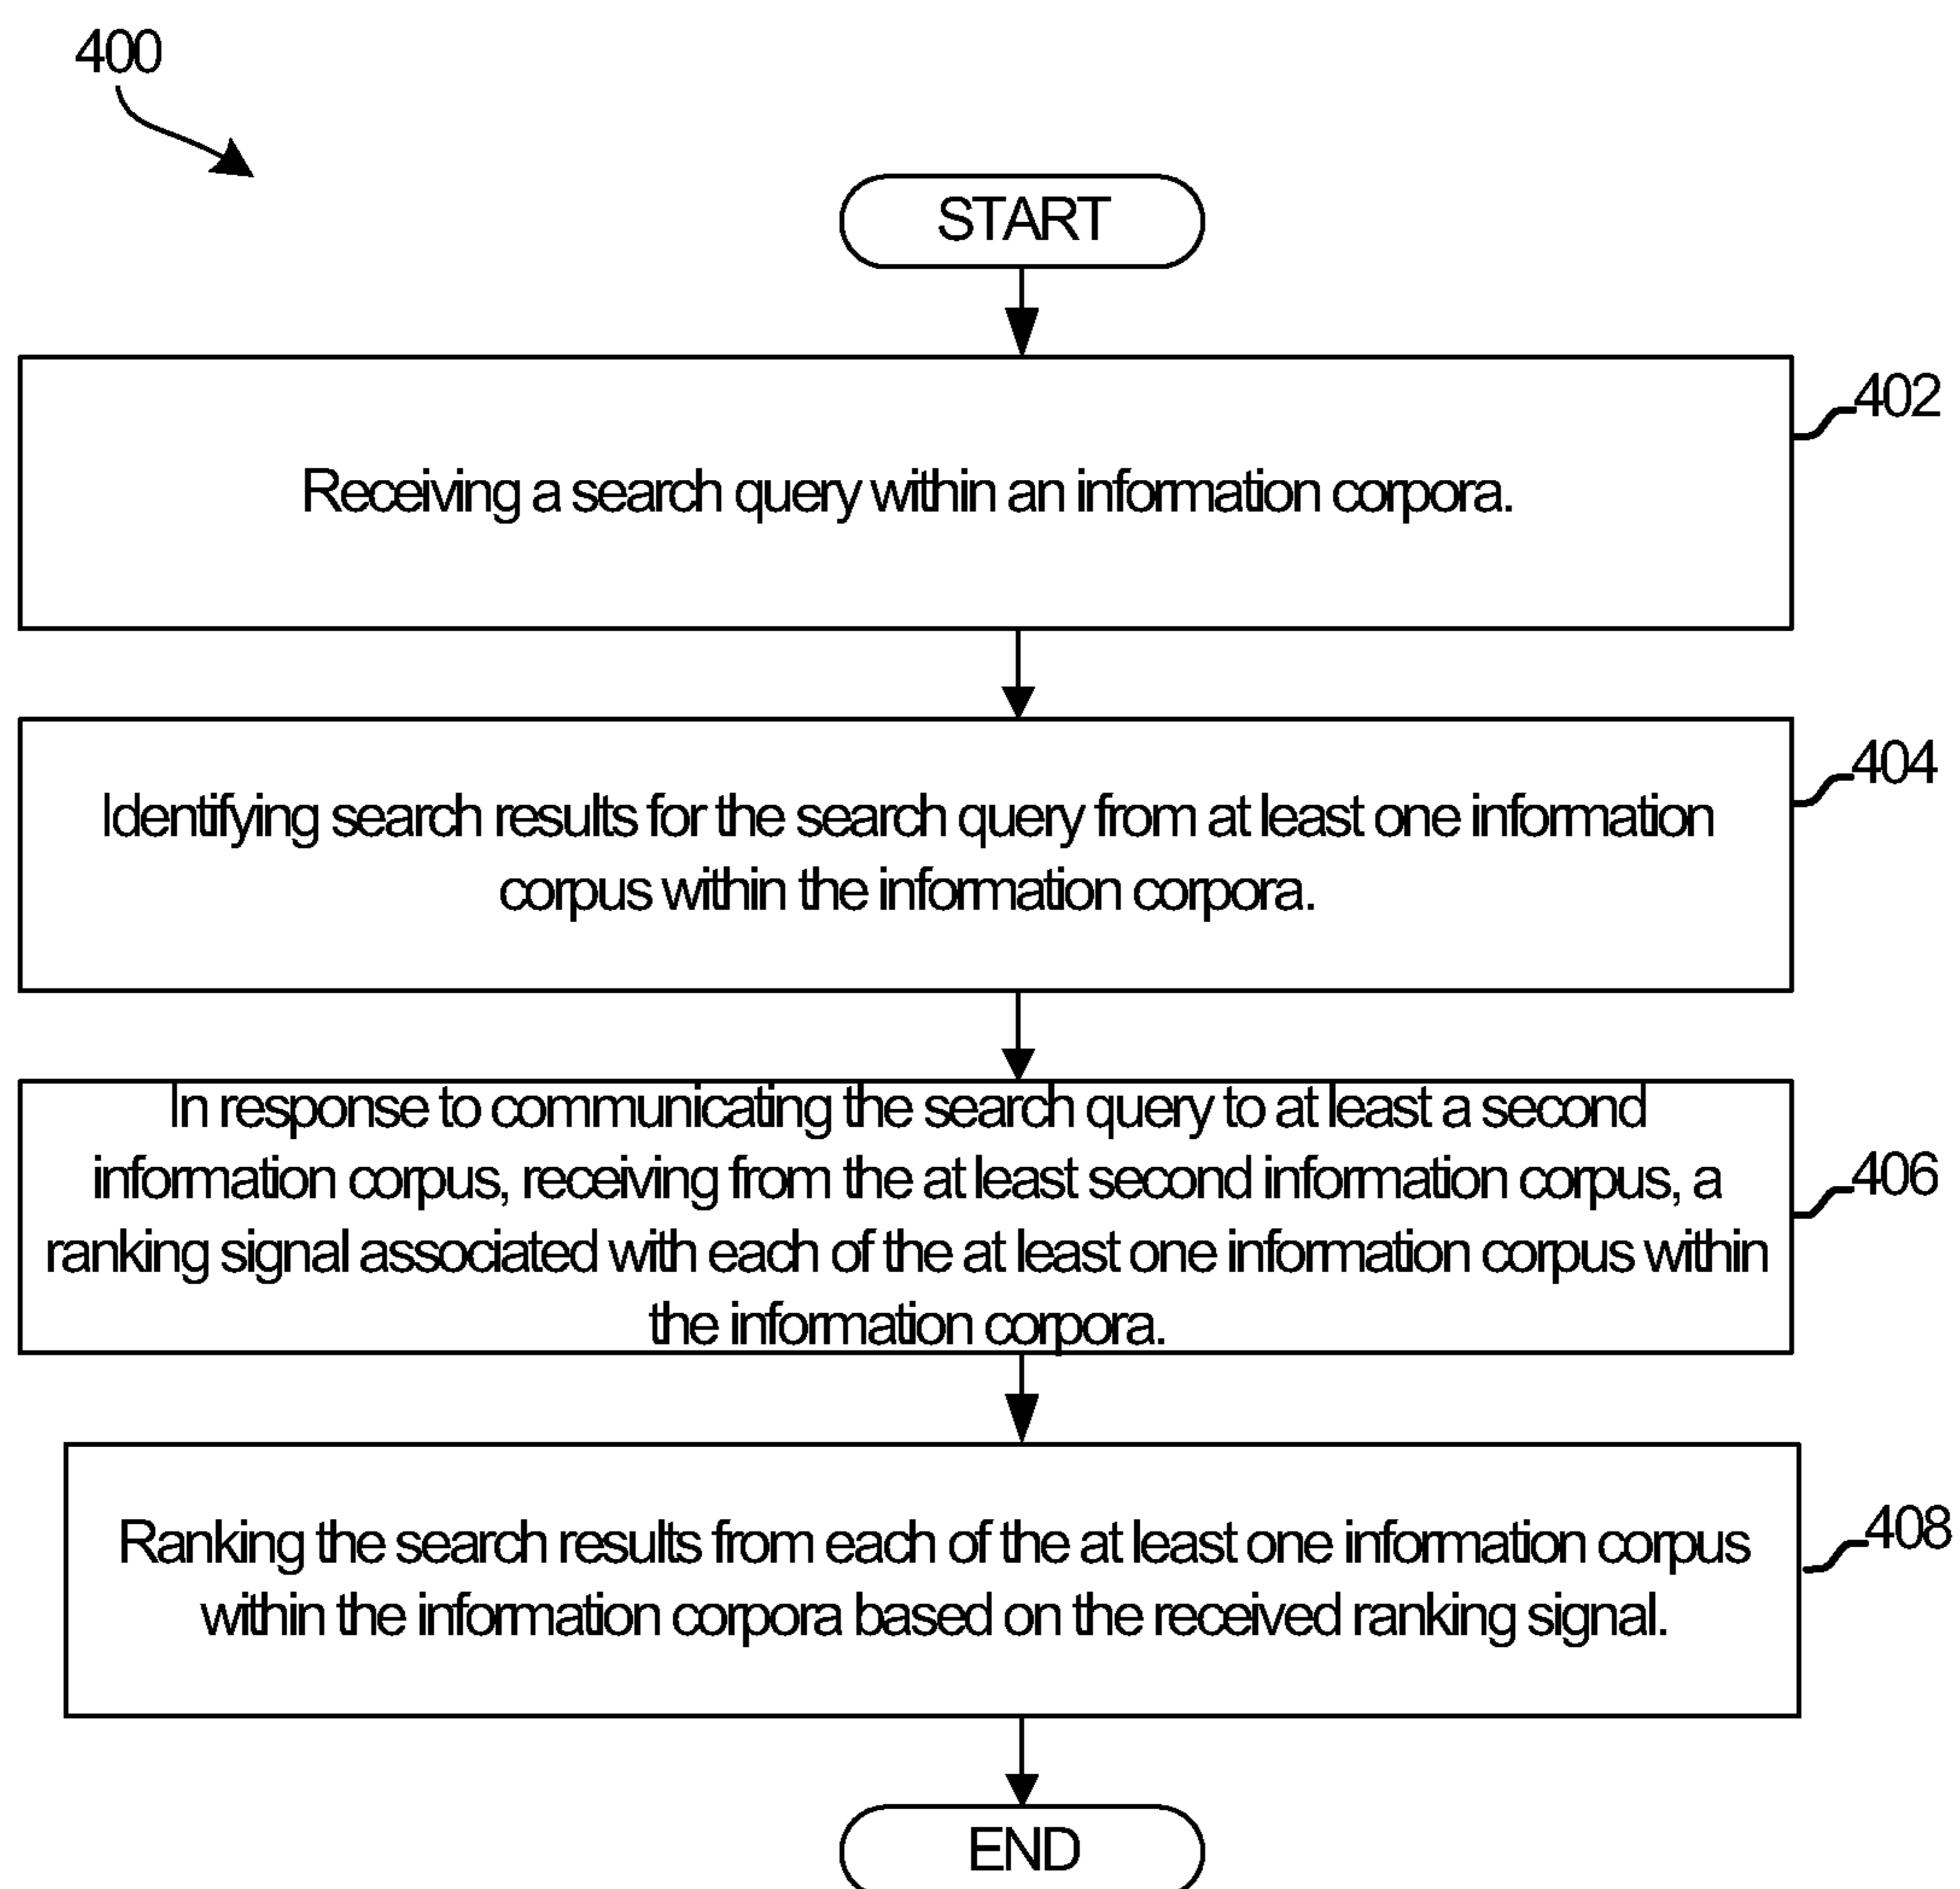 400
START
402
Receiving a search query within an information corpora.
404
Identifying search results for the search query from at least one information
corpus within the information corpora.
In response to communicating the search query to at least a second
information corpus, receiving from the at least second information corpus, a
406
ranking signal associated with each of the at least one information corpus within
the information corpora.
408
Ranking the search results from each of the at least one information corpus
within the information corpora based on the received ranking signal.
END